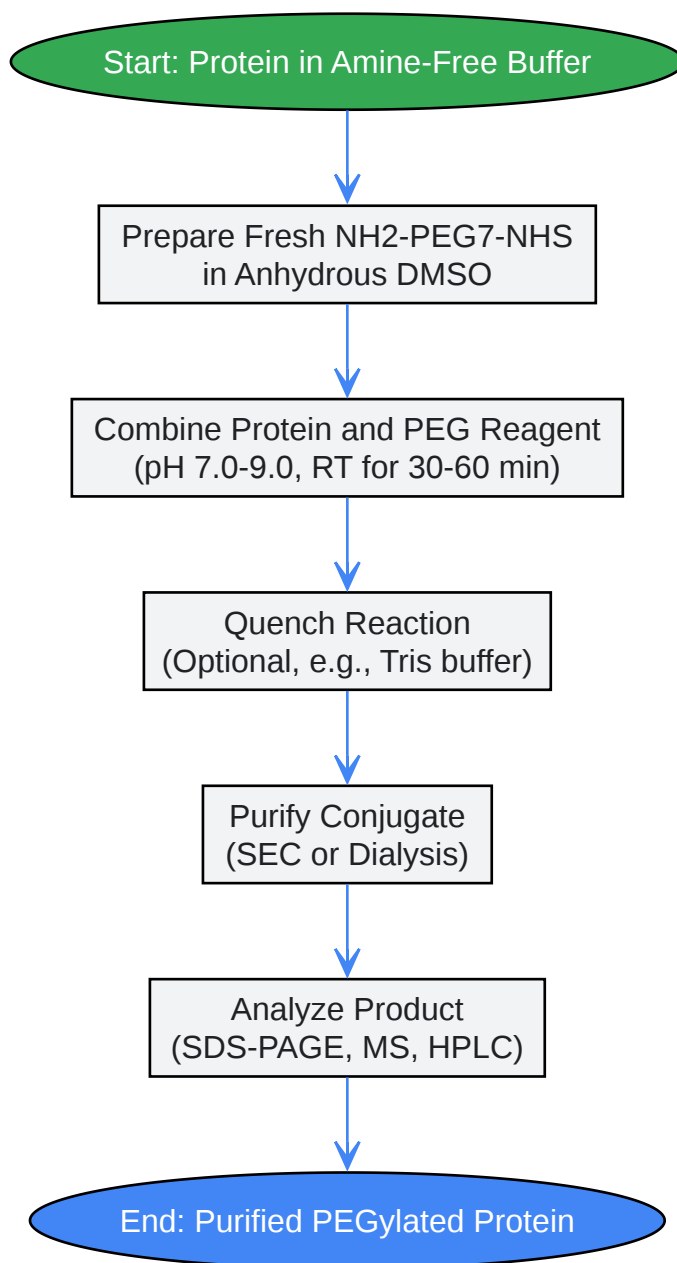 Start: Protein in Amine-Free Buffer
Prepare Fresh NH2-PEG7-NHS
in Anhydrous DMSO
Combine Protein and PEG Reagent
(pH 7.0-9.0, RT for 30-60 min)
Quench Reaction
(Optional, e.g., Tris buffer)
Purify Conjugate
(SEC or Dialysis)
Analyze Product
(SDS-PAGE, MS, HPLC)
End: Purified PEGylated Protein